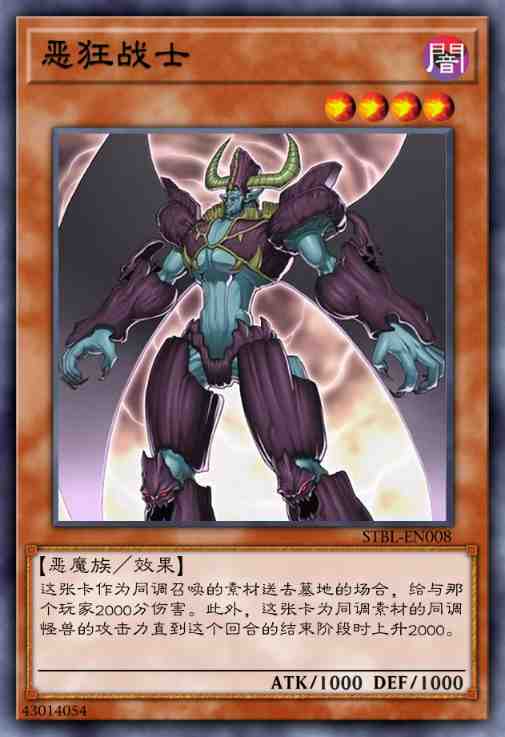 恶狂战士
闇
STBL-EN008
【恶魔族／效果】
这张卡作为同调召唤的素材送去墓地的场合，给与那
个玩家2000分伤害。此外，这张卡为同调素材的同调
怪兽的攻击力直到这个回合的结束阶段时上升2000。
ATK/1000 DEF/1000
43014054